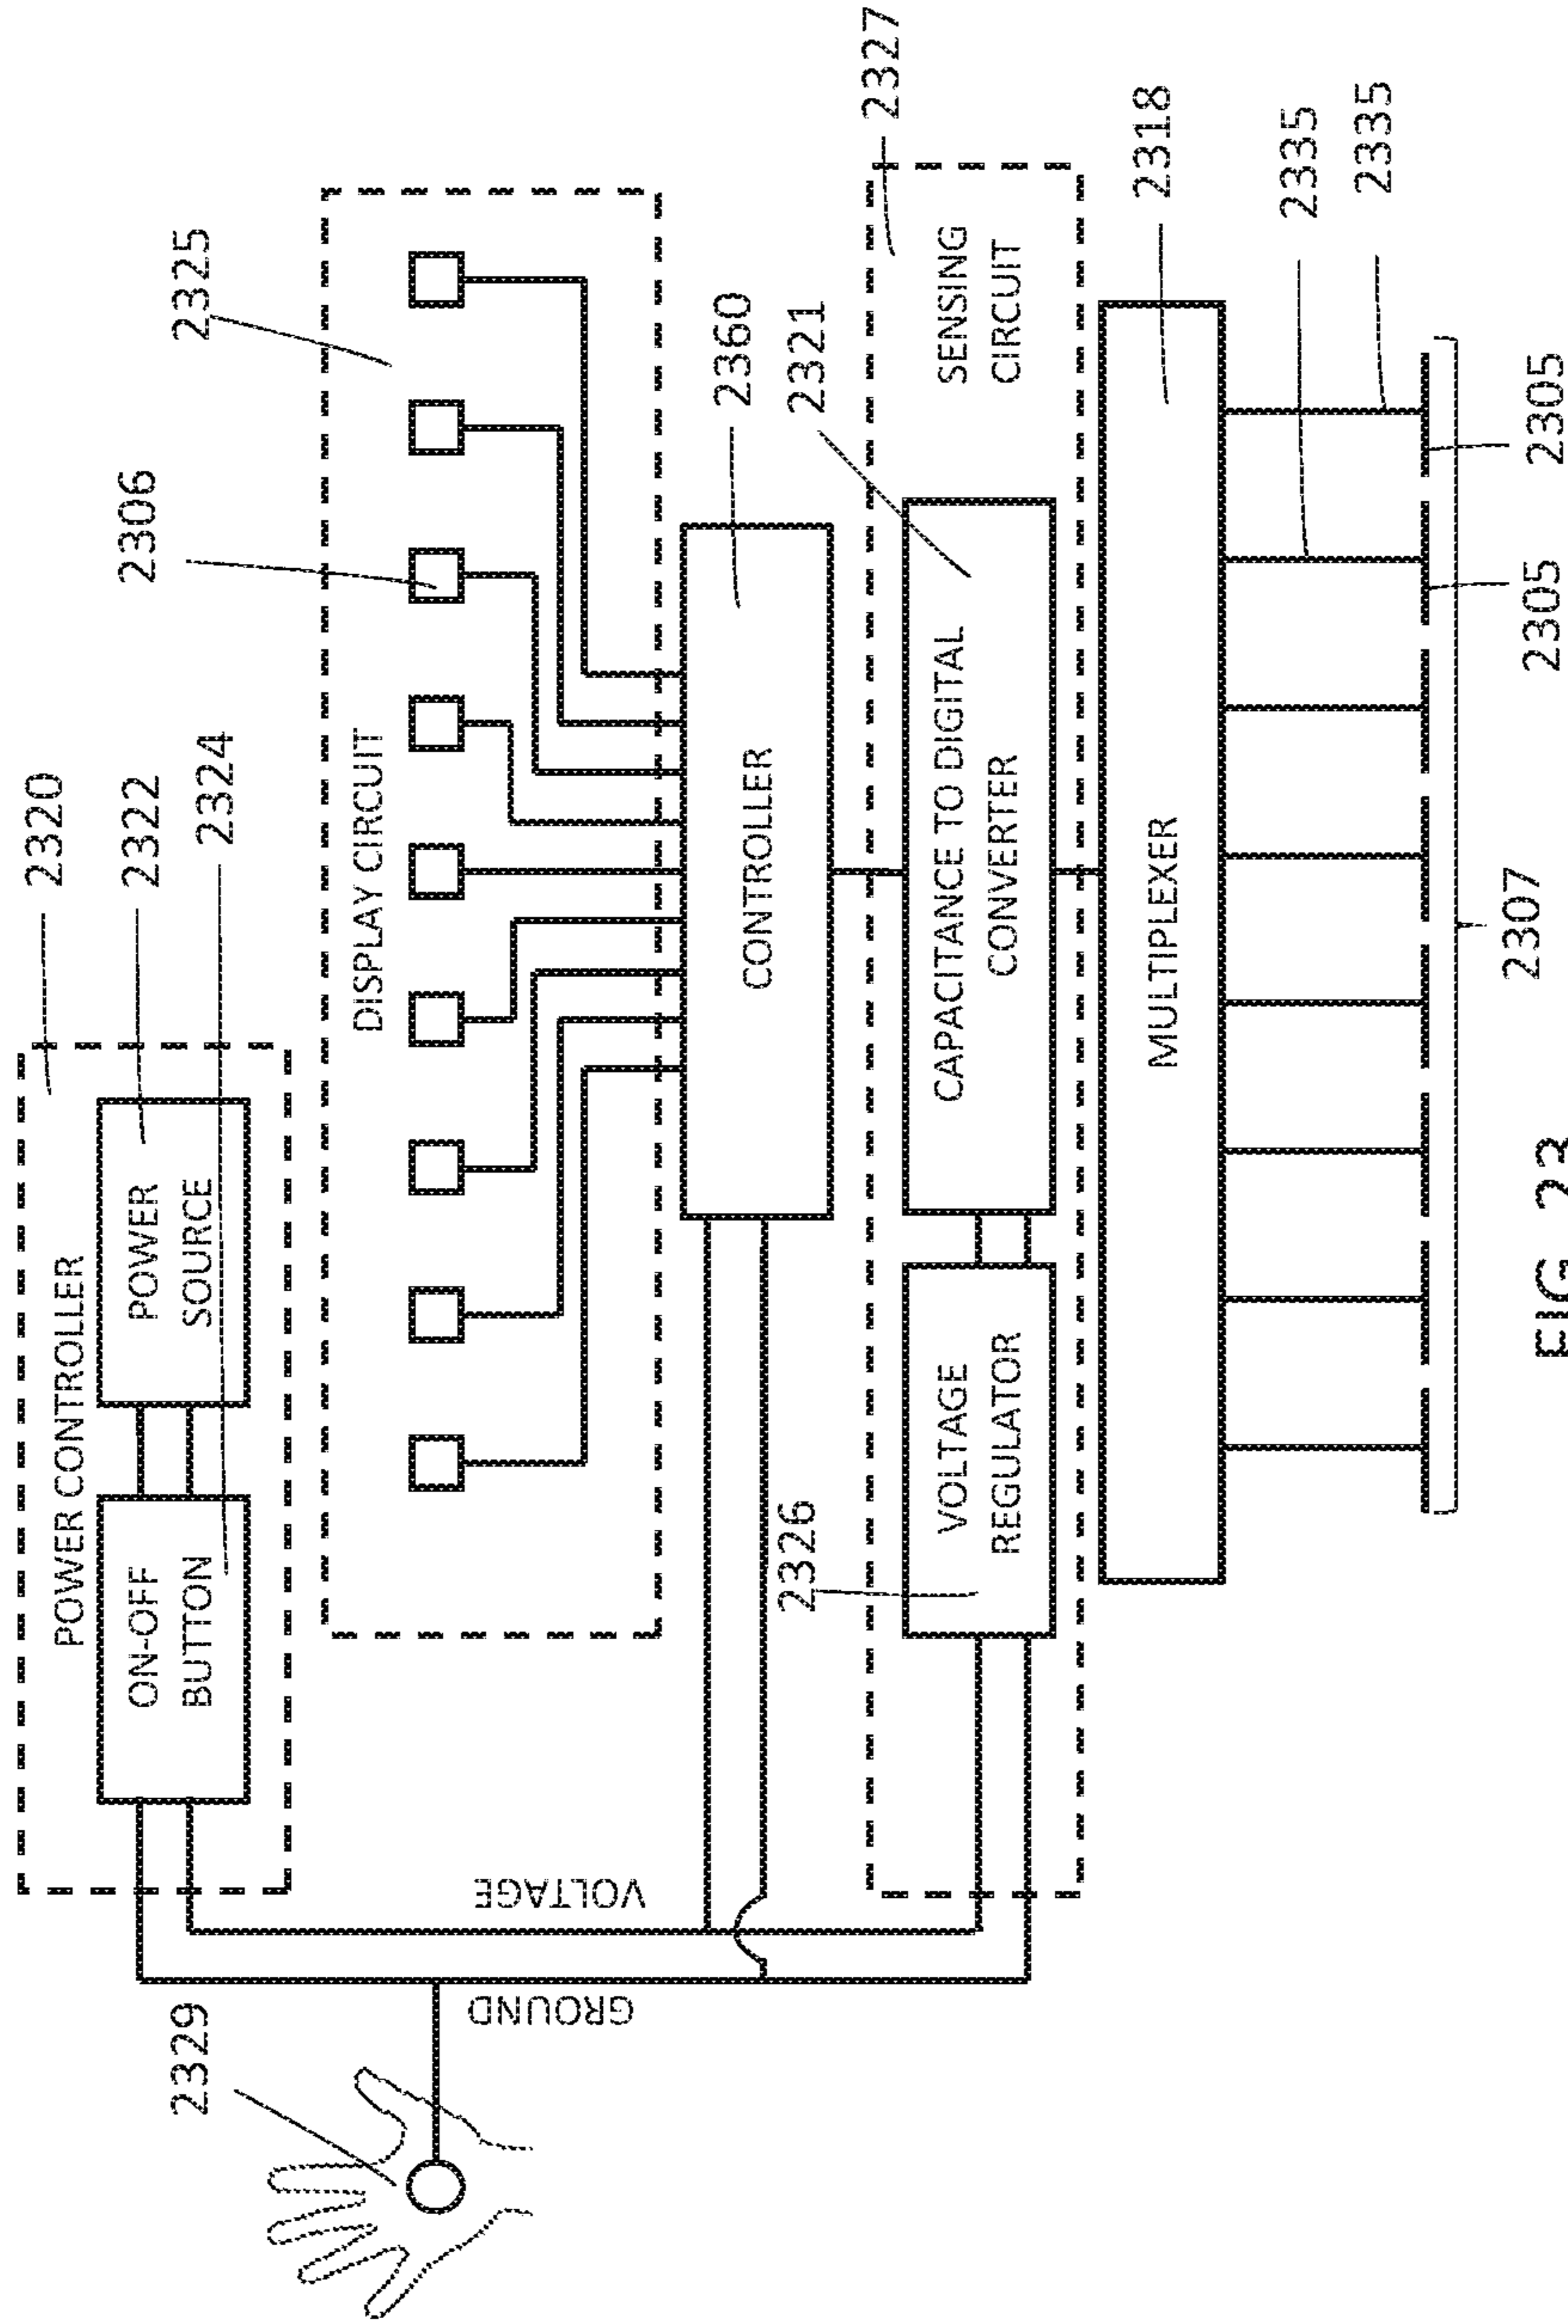 2320
POWER CONTROLLER
2322
ON-OFF
BUTTON
POWER
SOURCE
2324
2329
GROUND
VOLTAGE
2325
2306
DISPLAY CIRCUIT
2360
CONTROLLER
2321
2327
2326
VOLTAGE
REGULATOR
CAPACITANCE TO DIGITAL
CONVERTER
SENSING
CIRCUIT
2318
MULTIPLEXER
2335
2335
2305
2305
2307
FIG. 23